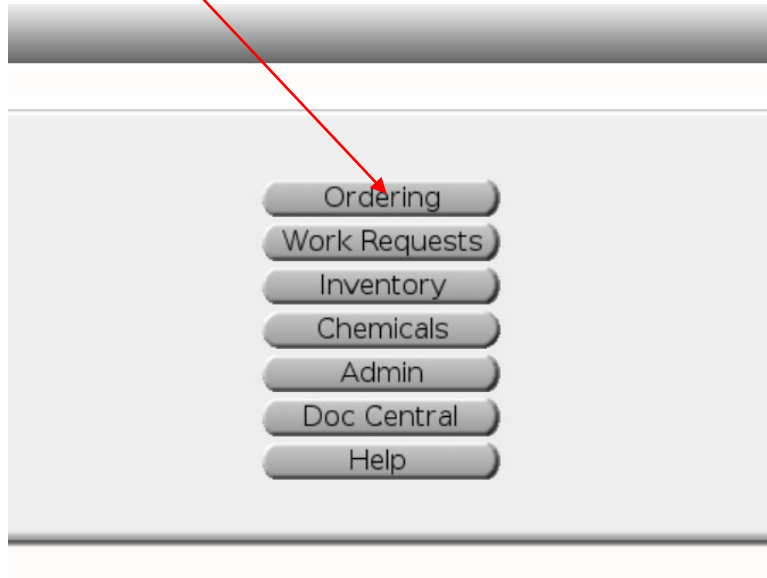 Ordering
Work Requests
Inventory
Chemicals
Admin
Doc Central
Help